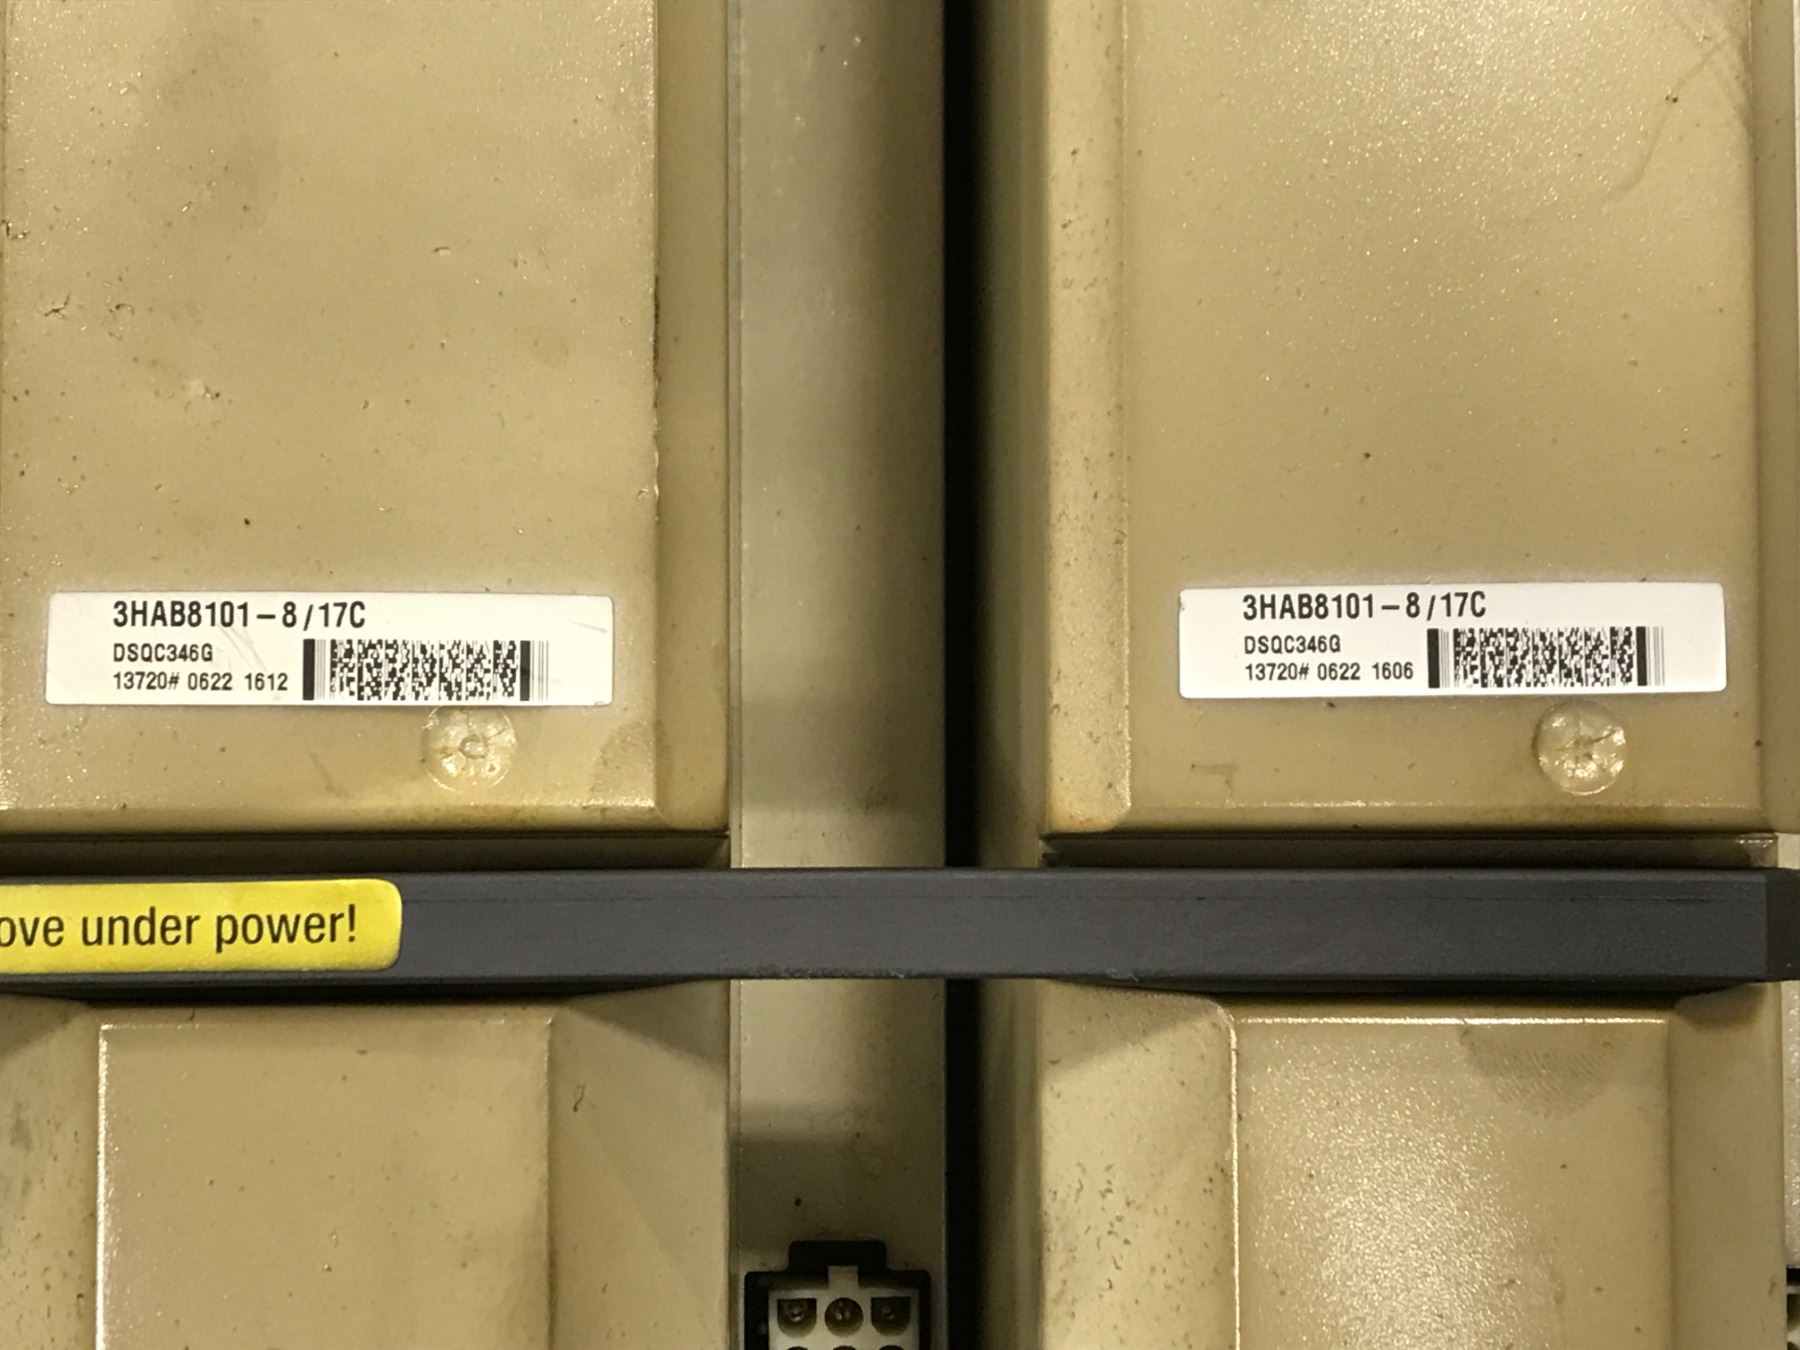 3HAB8101-8/17C
DSQC346G
13720# 0622 1612
3HAB8101-8/17C
DSQC346G
13720# 0622 1606
ove under power!